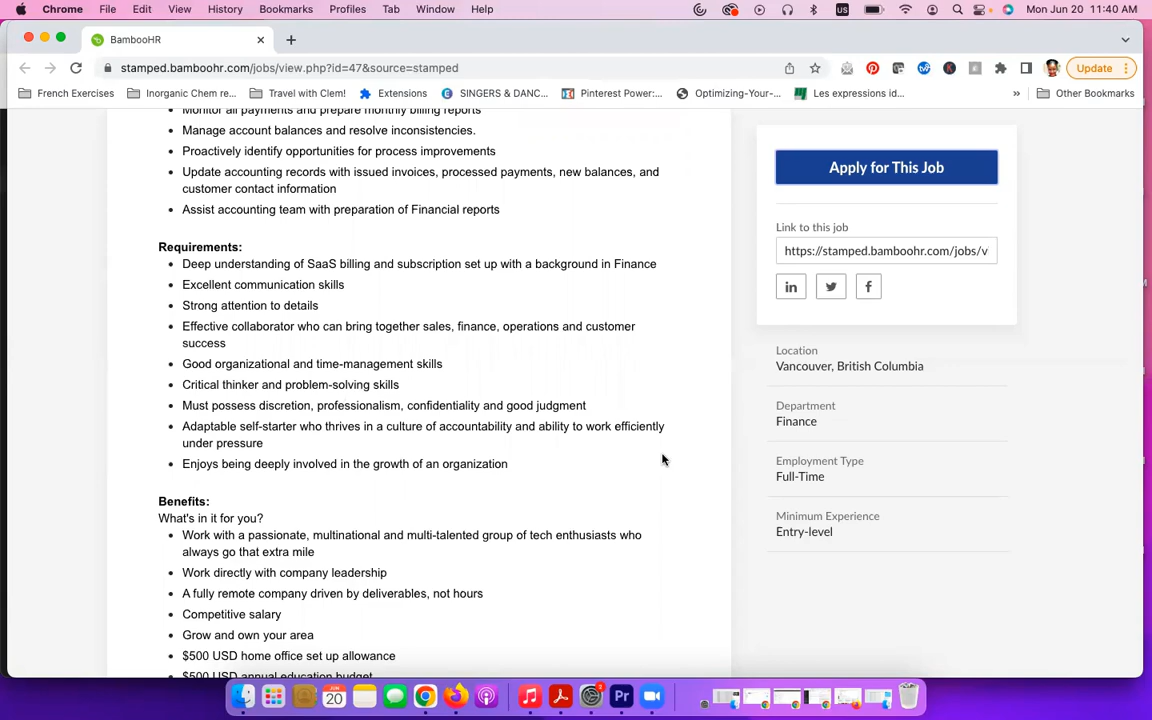 Chrome File Edit View History Bookmarks Profiles Tab Window Help US Mon Jun 20 11:40 AM
BambooHR
stamped.bamboohr.com/jobs/view.php?id=47&source=stamped Update
French Exercises Inorganic Chem re... Travel with Clem! Extensions SINGERS & DANC... Pinterest Power:... Optimizing-Your-... Les expressions id... » Other Bookmarks
Monitor all payments and prepare monthly billing reports
Manage account balances and resolve inconsistencies.
Proactively identify opportunities for process improvements
Update accounting records with issued invoices, processed payments, new balances, and
customer contact information
Assist accounting team with preparation of Financial reports
Requirements:
Deep understanding of SaaS billing and subscription set up with a background in Finance
Excellent communication skills
Strong attention to details
Effective collaborator who can bring together sales, finance, operations and customer
success
Good organizational and time-management skills
Critical thinker and problem-solving skills
Must possess discretion, professionalism, confidentiality and good judgment
Adaptable self-starter who thrives in a culture of accountability and ability to work efficiently
under pressure
Enjoys being deeply involved in the growth of an organization
Benefits:
What's in it for you?
Work with a passionate, multinational and multi-talented group of tech enthusiasts who
always go that extra mile
Work directly with company leadership
A fully remote company driven by deliverables, not hours
Competitive salary
Grow and own your area
$500 USD home office set up allowance
$500 USD annual education budget
Apply for This Job
Link to this job
https://stamped.bamboohr.com/jobs/v
Location
Vancouver, British Columbia
Department
Finance
Employment Type
Full-Time
Minimum Experience
Entry-level
JUN
20
Pr